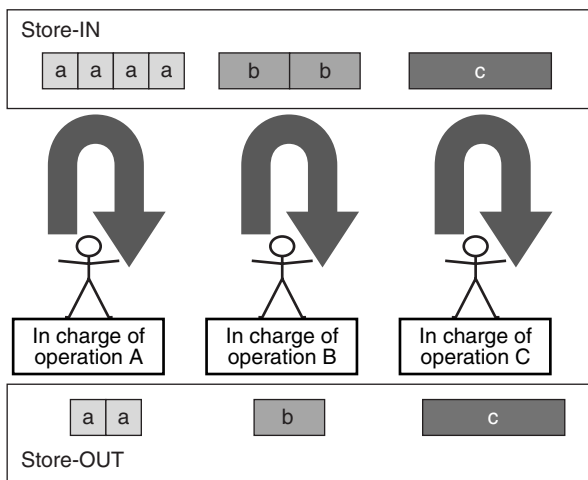 Store-IN
a a a a b b c
In charge of operation A
In charge of operation B
In charge of operation C
a a b c
Store-OUT